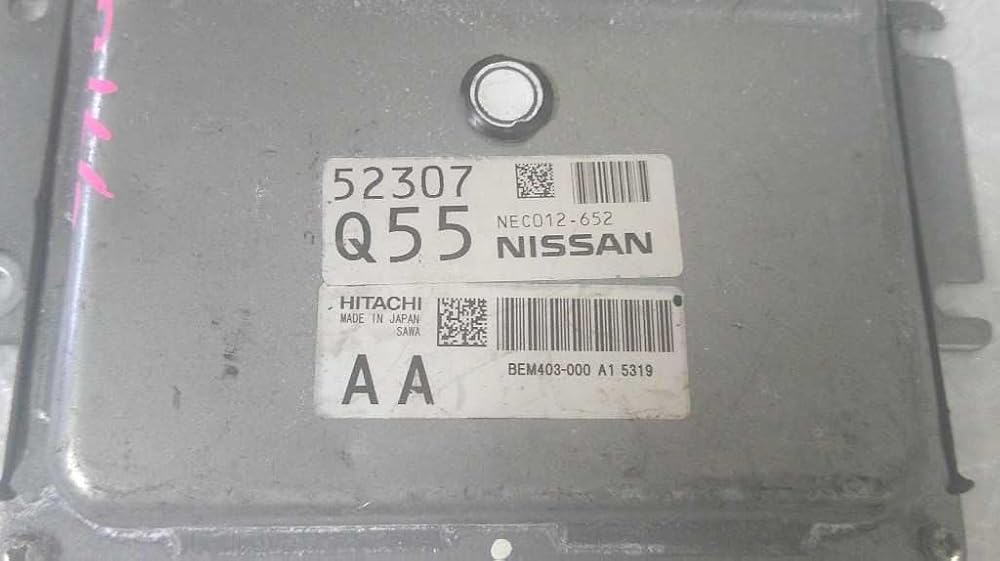 52307
Q55
NEC012-652
NISSAN
HITACHI
MADE IN JAPAN
SAWA
AA
BEM403-000 A1 5319